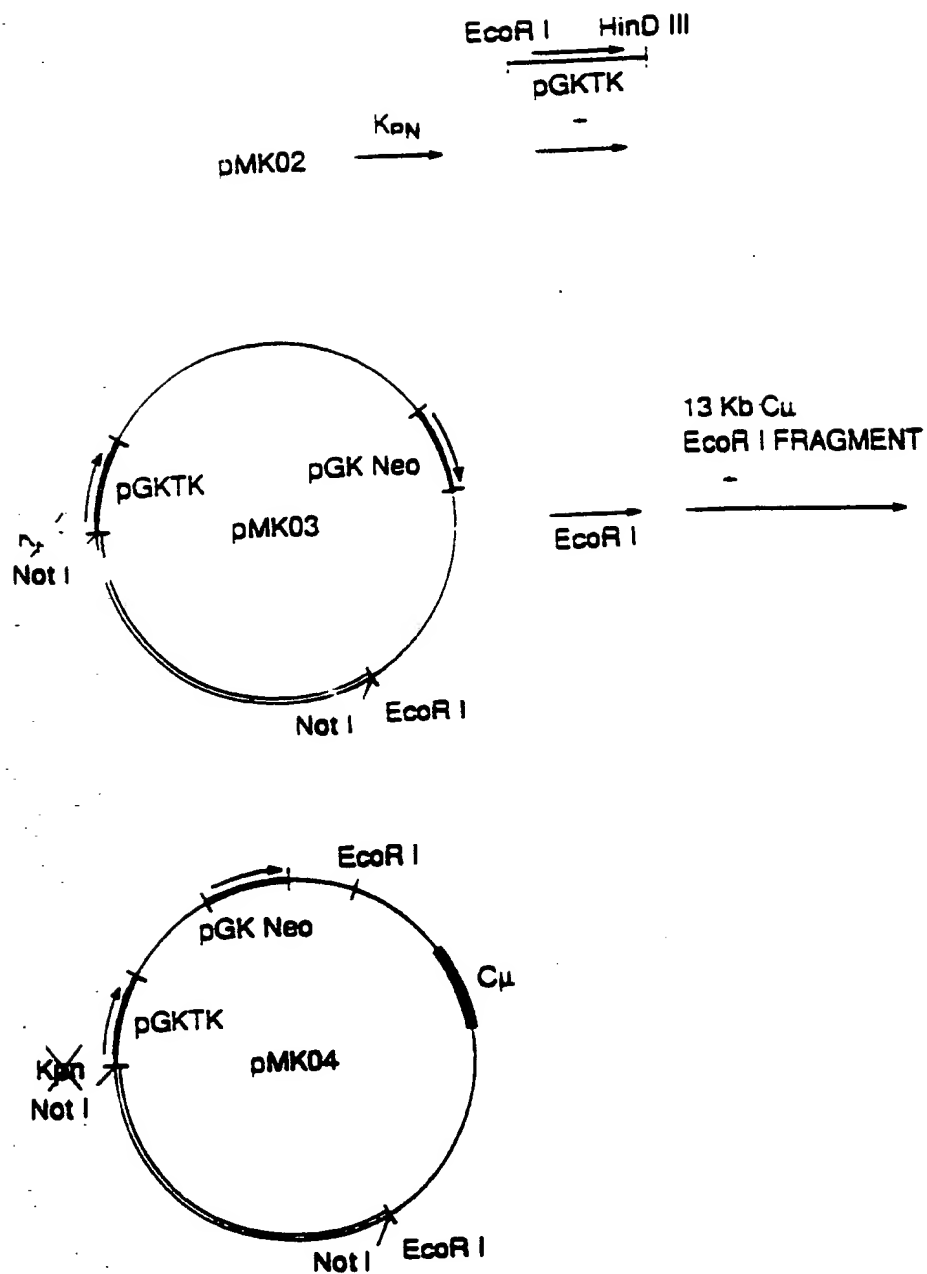 EcoR I HinD III
pGKTK
KpN
pMK02
13 Kb Cµ
EcoR I FRAGMENT
pGK Neo
pGKTK
pMK03
EcoR I
Not I
Not I EcoR I
EcoR I
pGK Neo
Cµ
pGKTK
Kpn
pMK04
Not I
Not I EcoR I